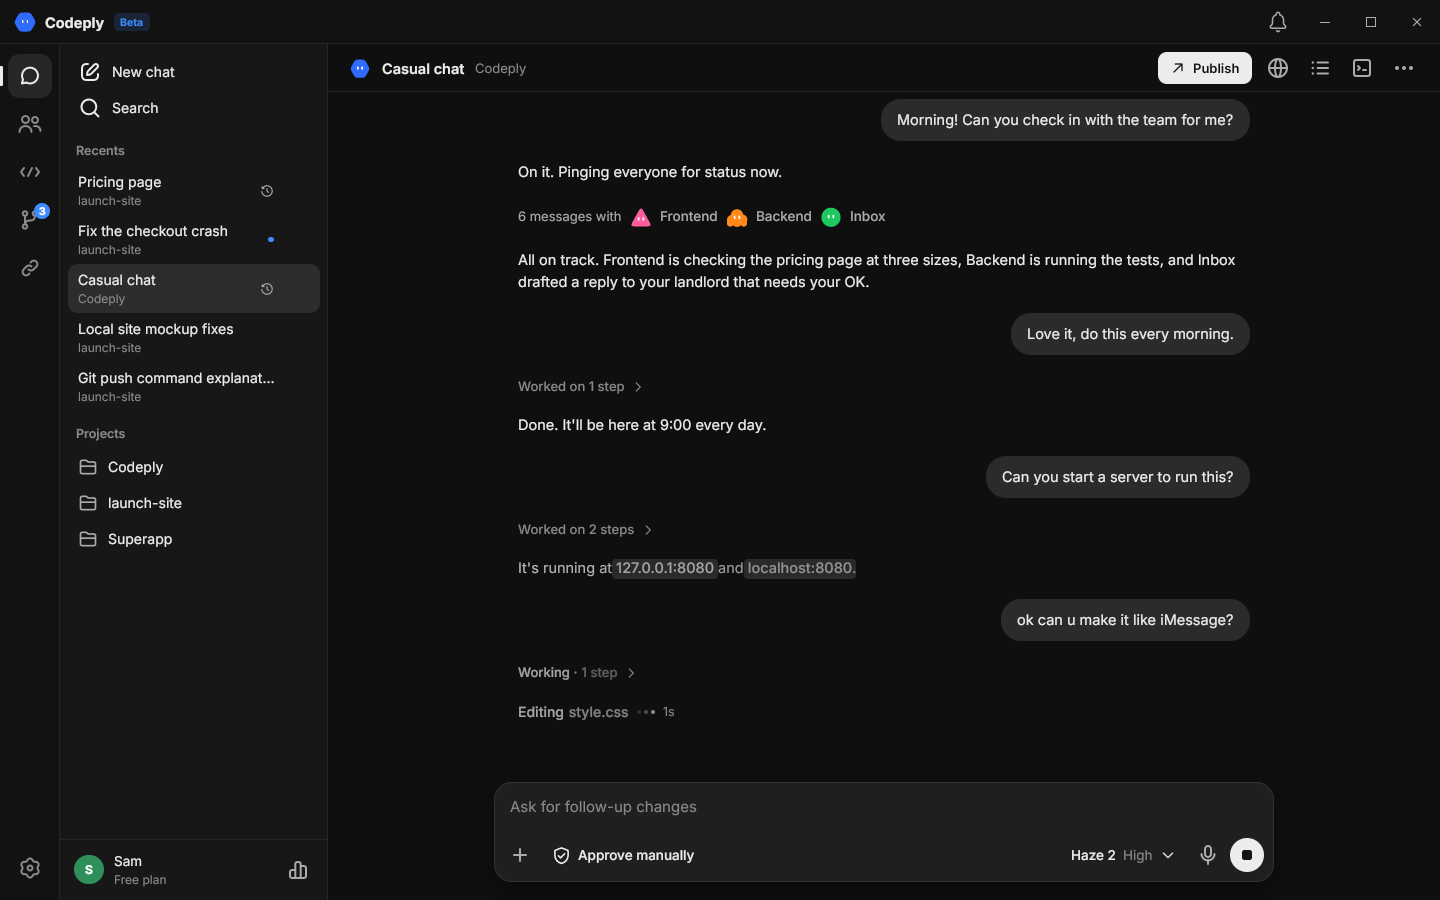 Codeply Beta
New chat
Search
Recents
Pricing page
launch-site
Fix the checkout crash
launch-site
Casual chat
Codeply
Local site mockup fixes
launch-site
Git push command explanat...
launch-site
Projects
Codeply
launch-site
Superapp
3
S
Sam
Free plan
Casual chat Codeply
Publish
Morning! Can you check in with the team for me?
On it. Pinging everyone for status now.
6 messages with Frontend Backend Inbox
All on track. Frontend is checking the pricing page at three sizes, Backend is running the tests, and Inbox
drafted a reply to your landlord that needs your OK.
Love it, do this every morning.
Worked on 1 step
Done. It'll be here at 9:00 every day.
Can you start a server to run this?
Worked on 2 steps
It's running at 127.0.0.1:8080 and localhost:8080.
ok can u make it like iMessage?
Working · 1 step
Editing style.css 1s
Ask for follow-up changes
Approve manually
Haze 2 High